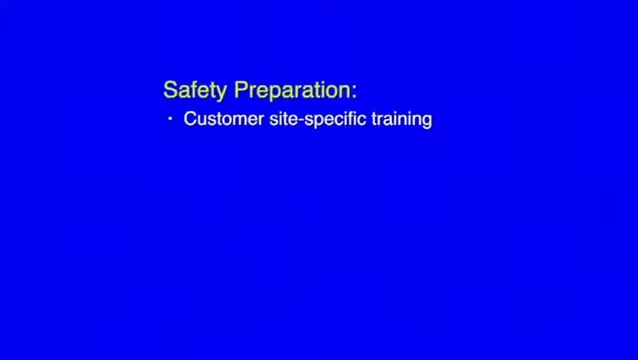 Safety Preparation:
· Customer site-specific training